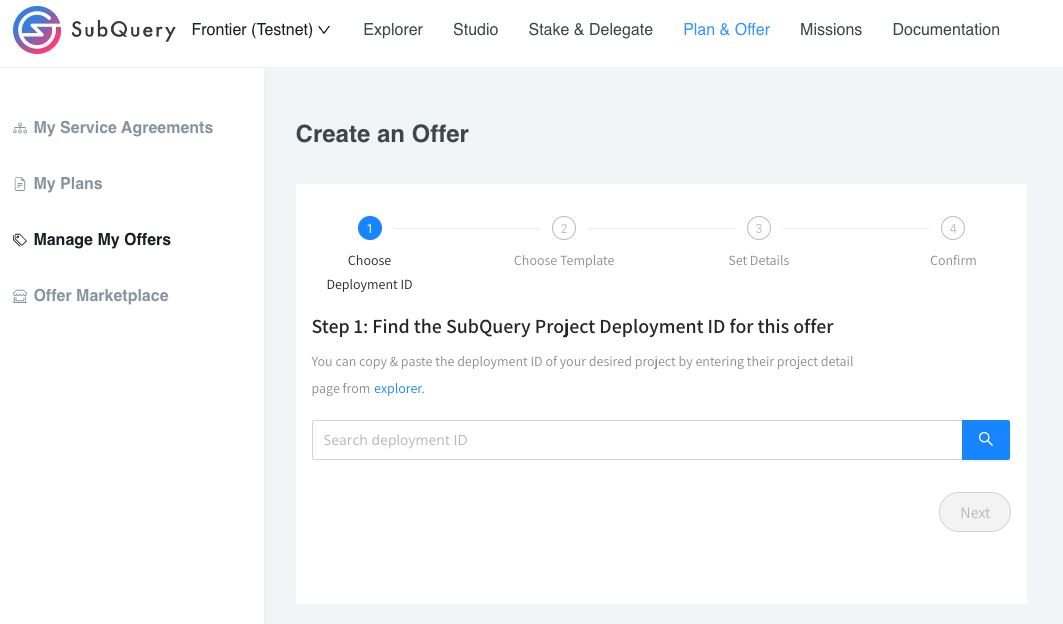 SubQuery
Frontier (Testnet)
Explorer
Studio
Stake & Delegate
Plan & Offer
Missions
Documentation
My Service Agreements
My Plans
Manage My Offers
Offer Marketplace
Create an Offer
1
2
3
4
Choose
Deployment ID
Choose Template
Set Details
Confirm
Step 1: Find the SubQuery Project Deployment ID for this offer
You can copy & paste the deployment ID of your desired project by entering their project detail
page from explorer.
Search deployment ID
Next